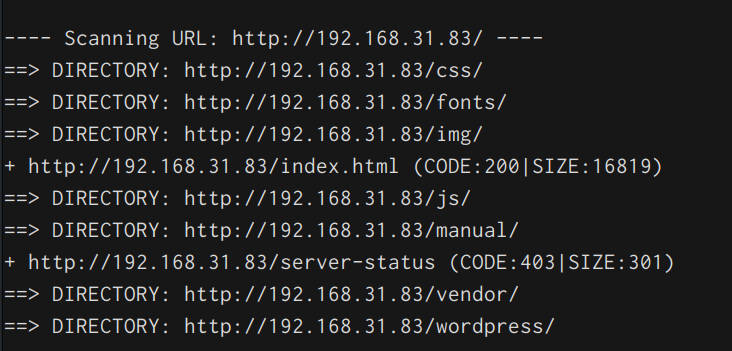 ---- Scanning URL: http://192.168.31.83/ ----
==> DIRECTORY: http://192.168.31.83/css/
==> DIRECTORY: http://192.168.31.83/fonts/
==> DIRECTORY: http://192.168.31.83/img/
+ http://192.168.31.83/index.html (CODE:200|SIZE:16819)
==> DIRECTORY: http://192.168.31.83/js/
==> DIRECTORY: http://192.168.31.83/manual/
+ http://192.168.31.83/server-status (CODE:403|SIZE:301)
==> DIRECTORY: http://192.168.31.83/vendor/
==> DIRECTORY: http://192.168.31.83/wordpress/